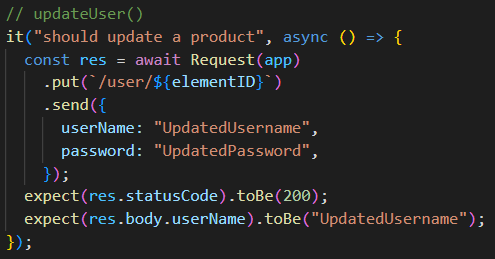 // updateUser()
it("should update a product", async () => {
  const res = await Request(app)
    .put(`/user/${elementID}`)
    .send({
      userName: "UpdatedUsername",
      password: "UpdatedPassword",
    });
  expect(res.statusCode).toBe(200);
  expect(res.body.userName).toBe("UpdatedUsername");
});